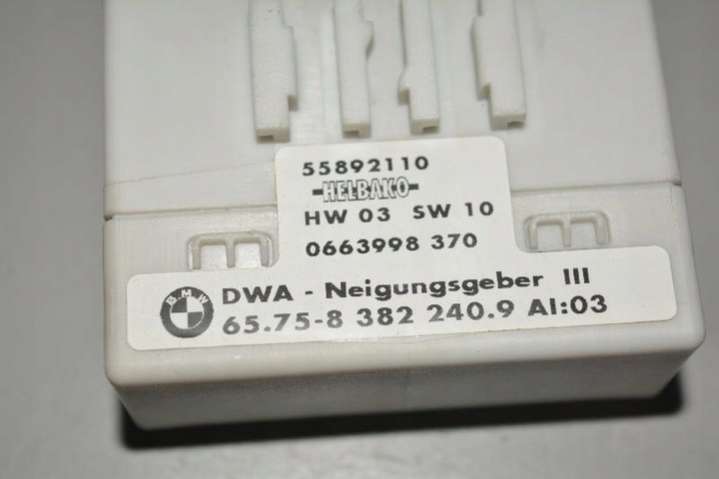 55892110
HELBAKO
HW 03 SW 10
0663998 370
BMW
DWA - Neigungsgeber III
65.75-8 382 240.9 AI:03